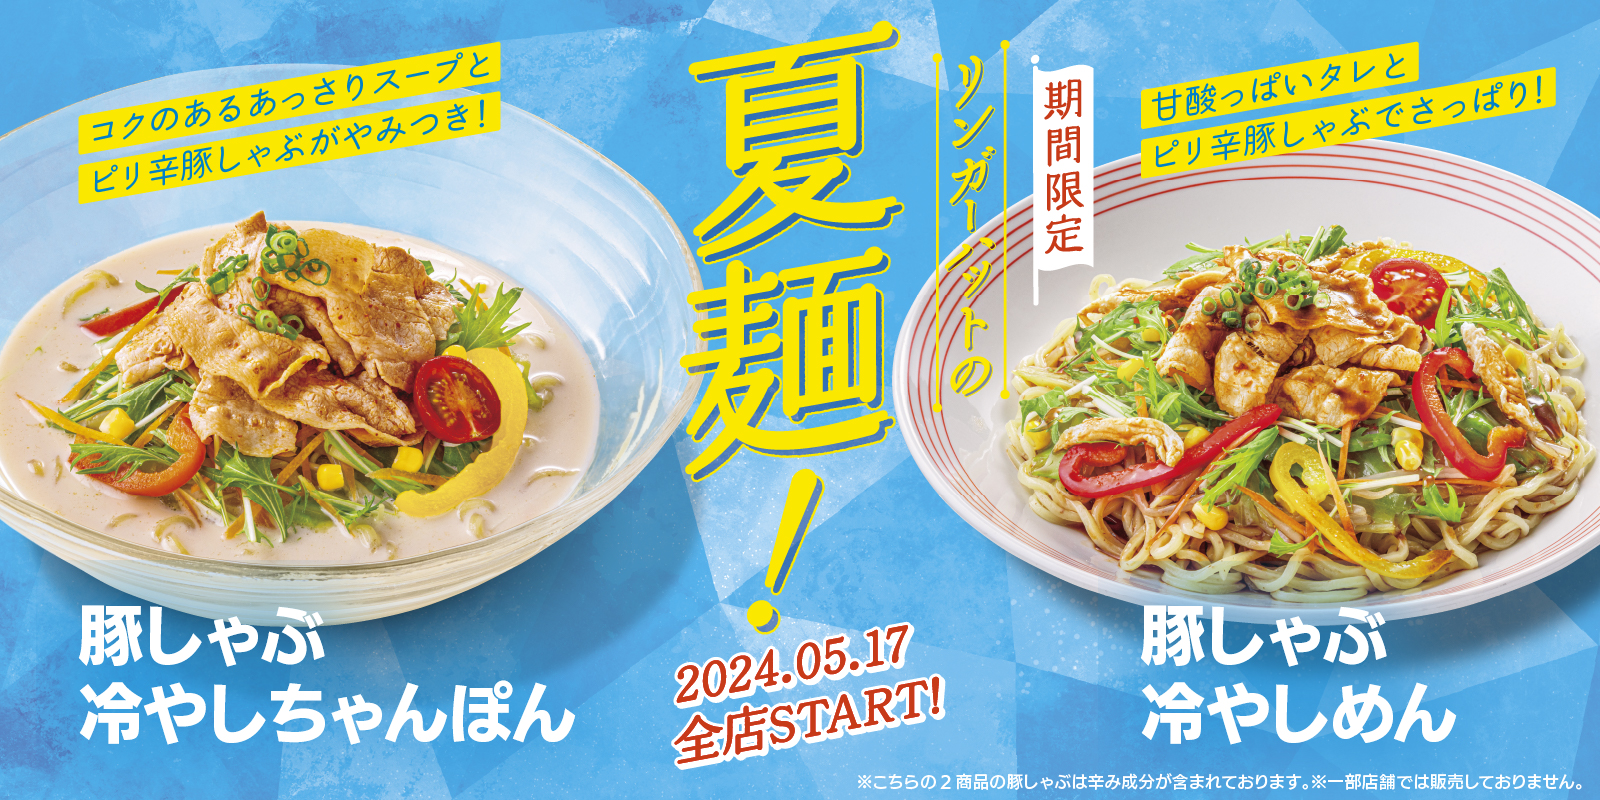 コクのあるあっさりスープと
ピリ辛豚しゃぶがやみつき!
豚しゃぶ
冷やしちゃんぽん
期間限定
リンガーハットの
夏麺!
2024.05.17
全店START!
甘酸っぱいタレと
ピリ辛豚しゃぶでさっぱり!
豚しゃぶ
冷やしめん
※こちらの2商品の豚しゃぶは辛み成分が含まれております。※一部店舗では販売しておりません。